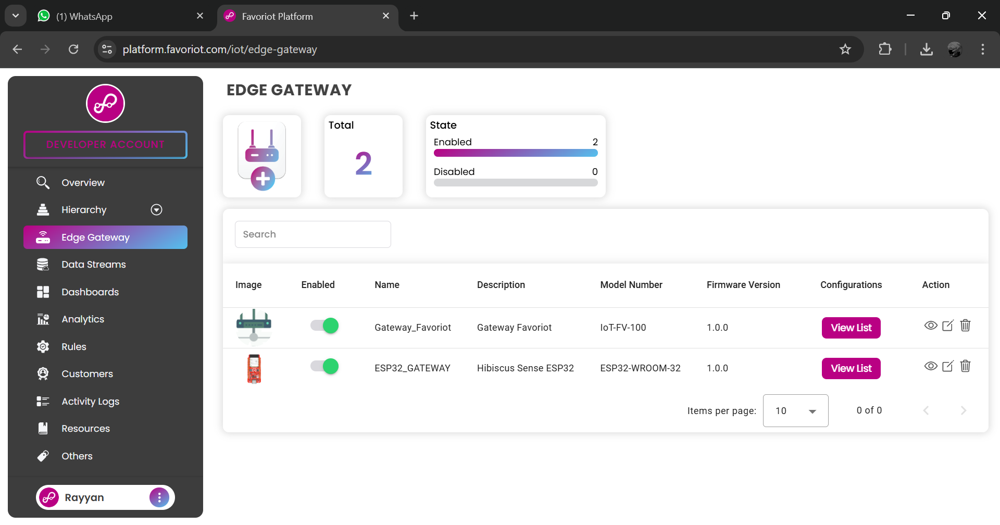 (1) WhatsApp
Favoriot Platform
platform.favoriot.com/iot/edge-gateway
DEVELOPER ACCOUNT
Overview
Hierarchy
Edge Gateway
Data Streams
Dashboards
Analytics
Rules
Customers
Activity Logs
Resources
Others
Rayyan
EDGE GATEWAY
Total
2
State
Enabled 2
Disabled 0
Search
Image Enabled Name Description Model Number Firmware Version Configurations Action
Gateway_Favoriot Gateway Favoriot IoT-FV-100 1.0.0 View List
ESP32_GATEWAY Hibiscus Sense ESP32 ESP32-WROOM-32 1.0.0 View List
Items per page: 10 0 of 0